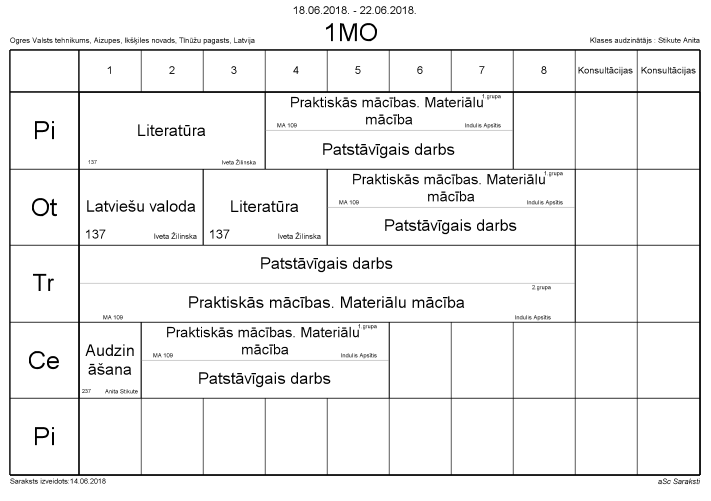 18.06.2018. - 22.06.2018.
1MO
Ogres Valsts tehnikums, Aizupes, Ikšķiles novads, Tīnūžu pagasts, Latvija
Klases audzinātājs : Stikute Anita
1 2 3 4 5 6 7 8 Konsultācijas Konsultācijas
Pi
Literatūra
137 Iveta Žilinska
Praktiskās mācības. Materiālu 1.grupa
mācība
MA 109 Indulis Apsītis
Patstāvīgais darbs
Ot
Latviešu valoda
137 Iveta Žilinska
Literatūra
137 Iveta Žilinska
Praktiskās mācības. Materiālu 1.grupa
mācība
MA 109 Indulis Apsītis
Patstāvīgais darbs
Tr
Patstāvīgais darbs
2.grupa
Praktiskās mācības. Materiālu mācība
MA 109 Indulis Apsītis
Ce
Audzin
āšana
237 Anita Stikute
Praktiskās mācības. Materiālu 1.grupa
mācība
MA 109 Indulis Apsītis
Patstāvīgais darbs
Pi
Saraksts izveidots:14.06.2018
aSc Saraksti